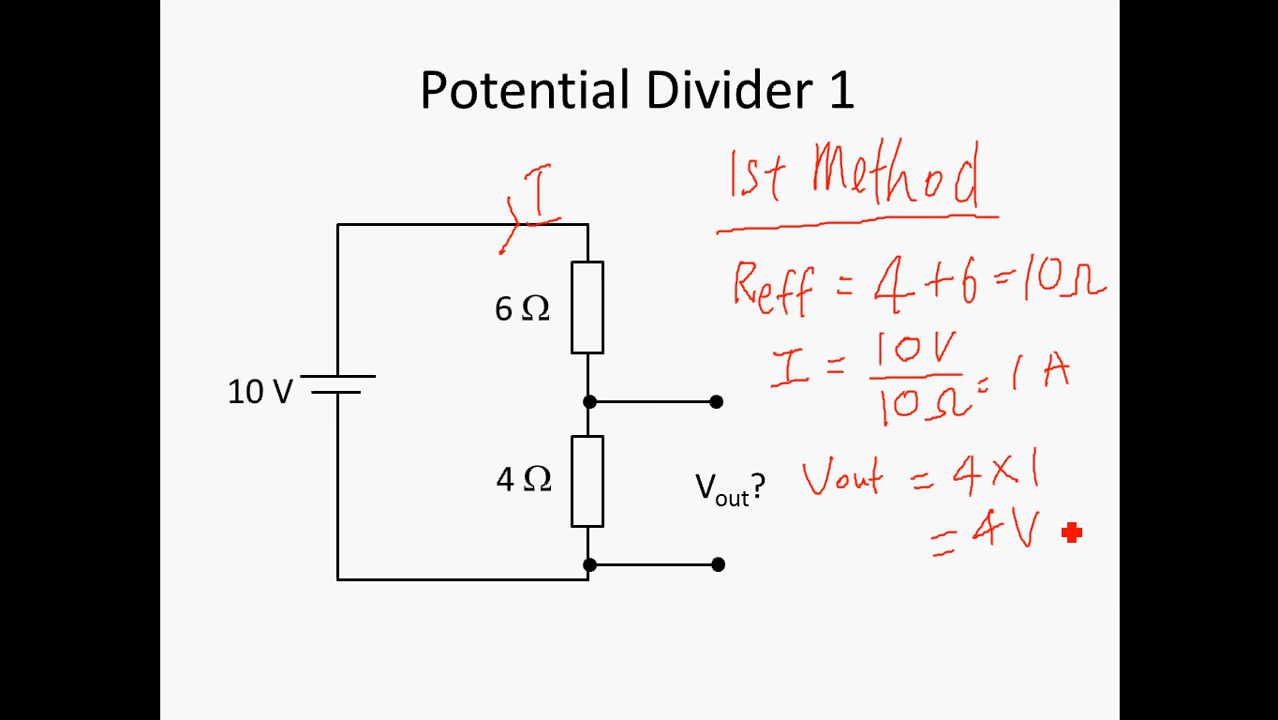 Potential Divider 1
1st Method
I
Reff = 4 + 6 = 10Ω
6 Ω
I = 10V / 10Ω = 1 A
10 V
4 Ω
Vout?
Vout = 4 × 1
= 4V